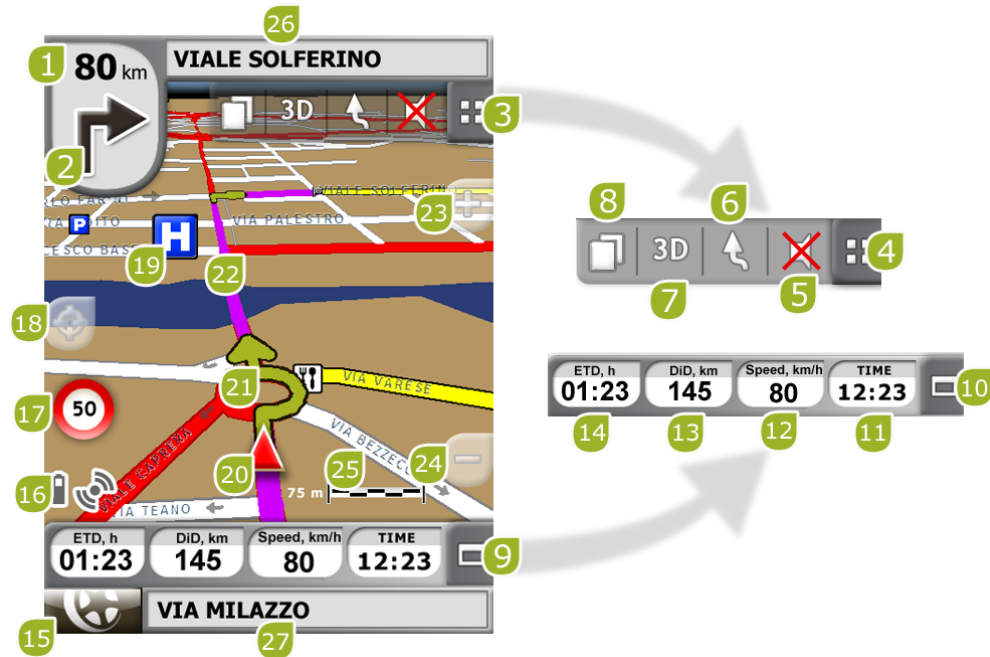 26
1
80 km
VIALE SOLFERINO
3D
3
2
VIALE SOLFERINO
23
P
VIA PALESTRO
H
19
22
18
21
VIA VARESE
17
50
VIA BEZZECC
VIALE CAPRERA
20
25
24
75 m
16
VIA TEANO
ETD, h
01:23
DiD, km
145
Speed, km/h
80
TIME
12:23
9
15
VIA MILAZZO
27
8
6
3D
4
7
5
ETD, h
01:23
DiD, km
145
Speed, km/h
80
TIME
12:23
10
14
13
12
11